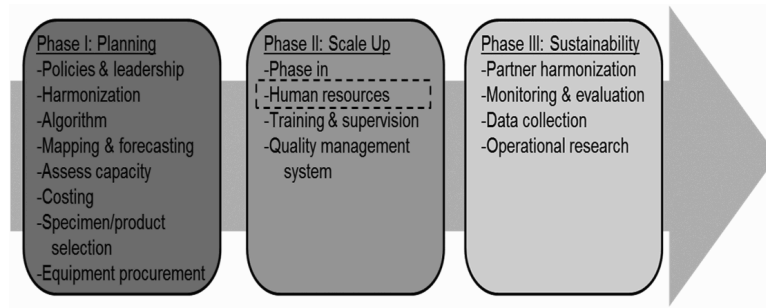 Phase I: Planning
-Policies & leadership
-Harmonization
-Algorithm
-Mapping & forecasting
-Assess capacity
-Costing
-Specimen/product
selection
-Equipment procurement
Phase II: Scale Up
-Phase in
-Human resources
-Training & supervision
-Quality management
system
Phase III: Sustainability
-Partner harmonization
-Monitoring & evaluation
-Data collection
-Operational research